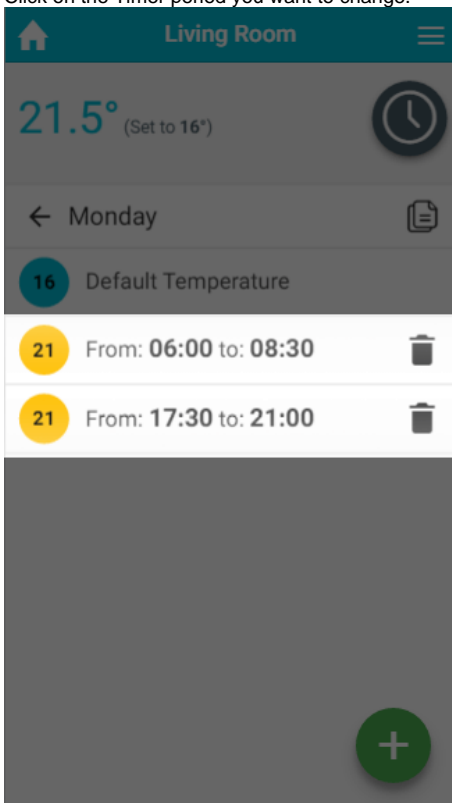 Click on the Timer period you want to change.
Living Room
21.5° (Set to 16°)
← Monday
16 Default Temperature
21 From: 06:00 to: 08:30
21 From: 17:30 to: 21:00
+